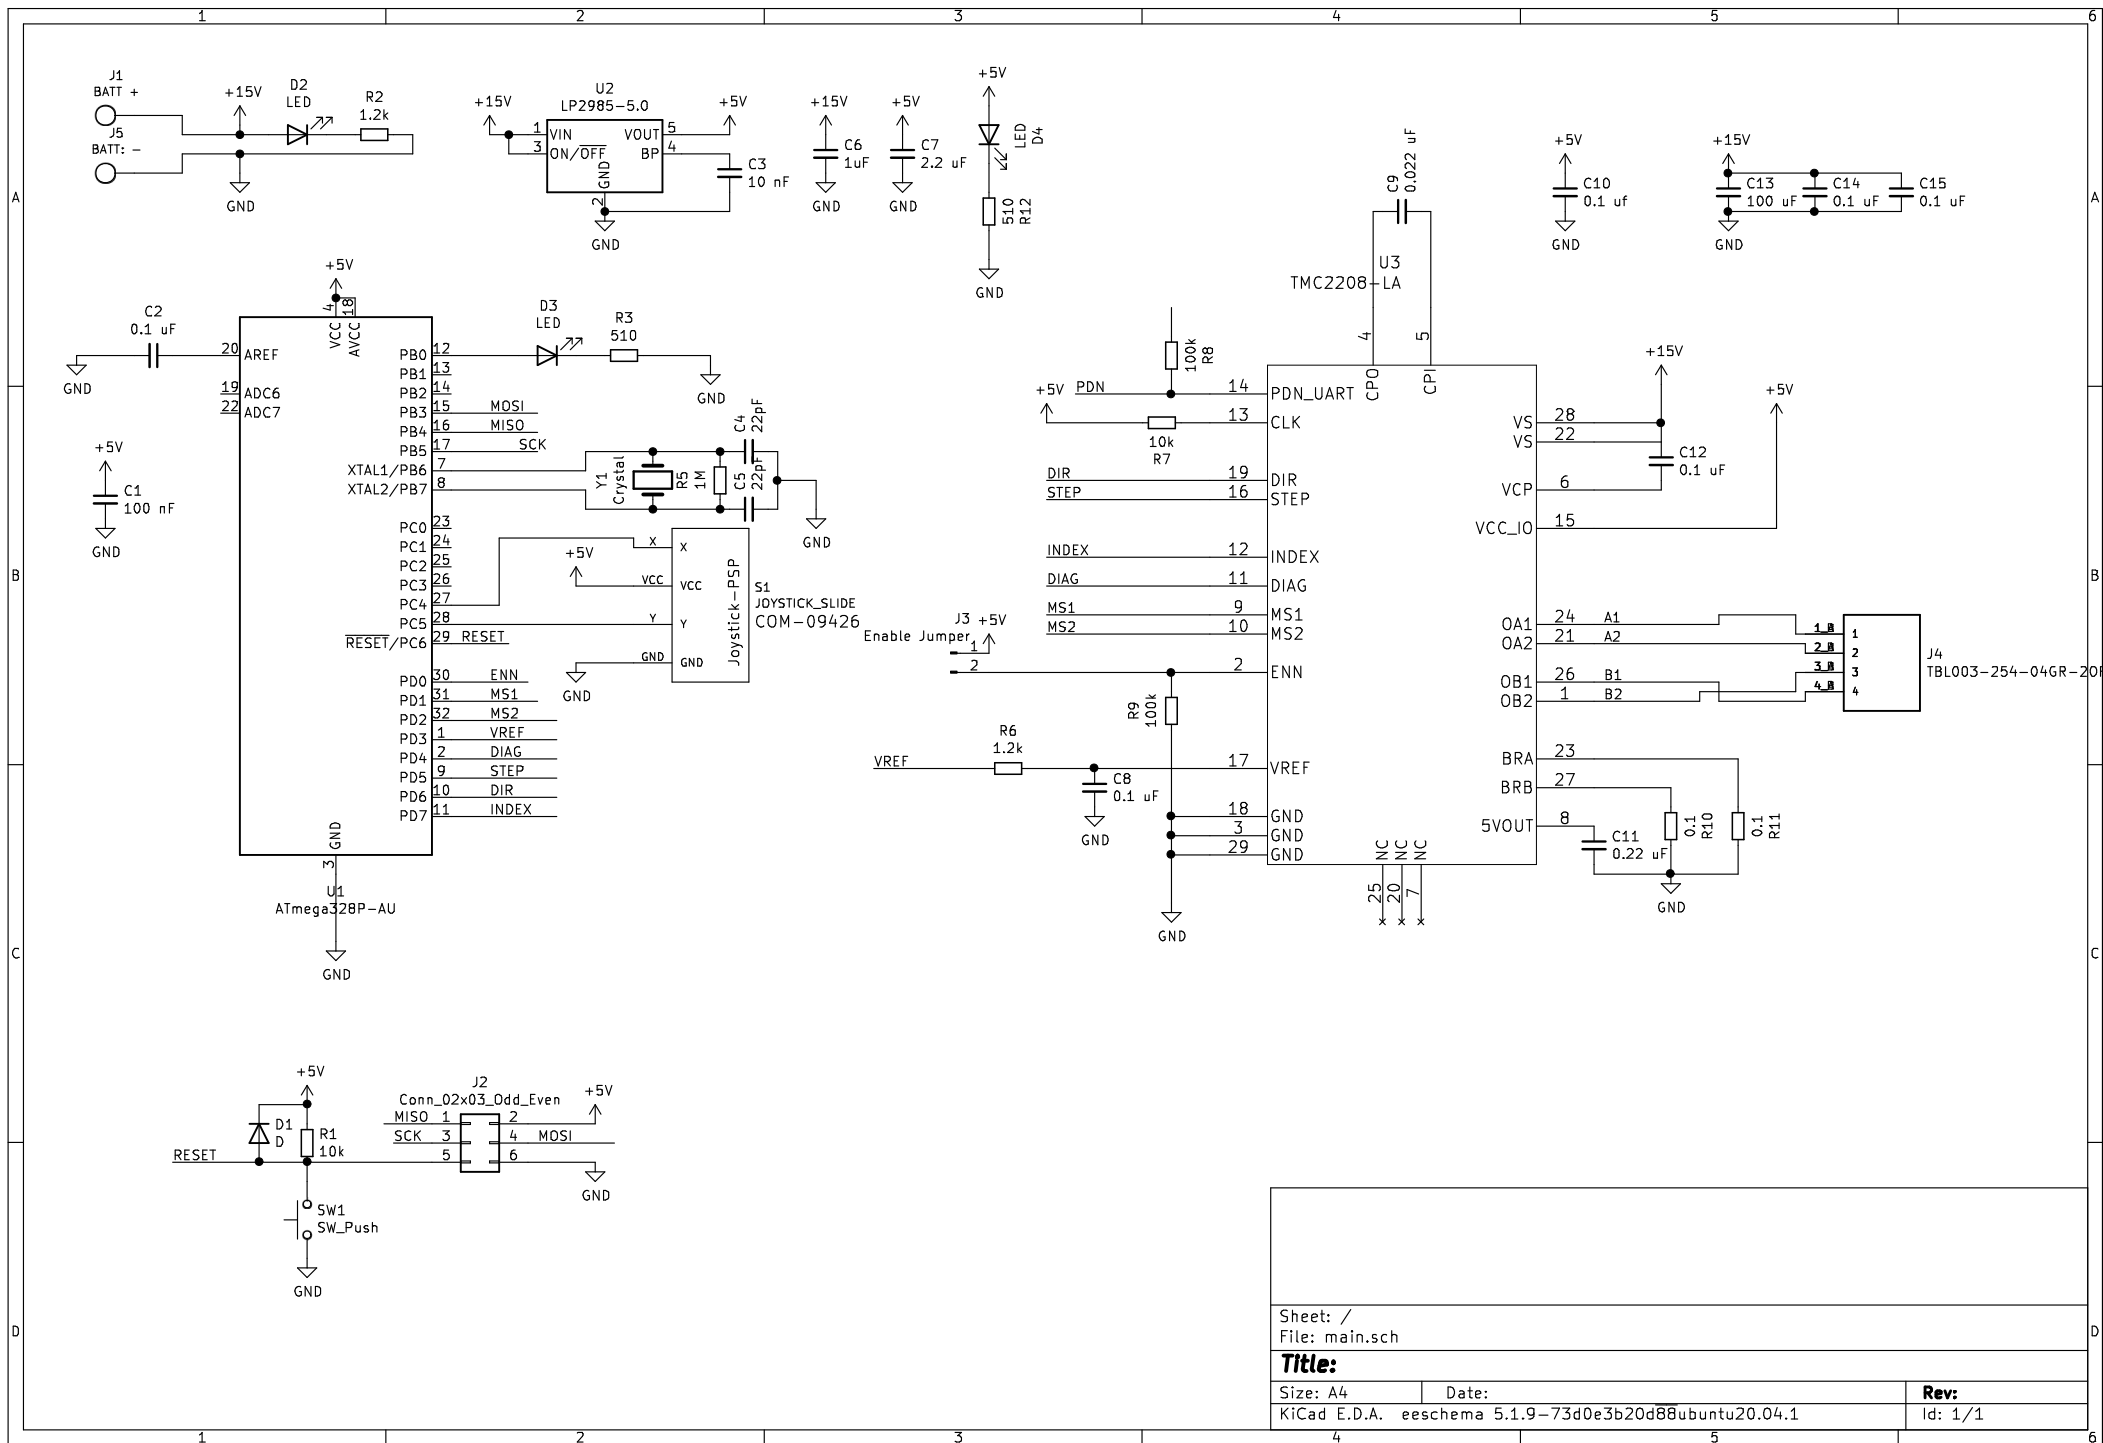 1 2 3 4 5 6
A
B
C
D
A
B
C
D
1 2 3 4 5 6
J1
BATT +
J5
BATT: -
+15V
GND
D2
LED
R2
1.2k
U2
LP2985-5.0
+15V
1 VIN
3 ON/OFF
VOUT 5
BP 4
GND
2
GND
+5V
C3
10 nF
+15V
C6
1uF
GND
+5V
C7
2.2 uF
GND
+5V
LED
D4
510
R12
GND
C9
0.022 uF
+5V
C10
0.1 uf
GND
+15V
C13
100 uF
C14
0.1 uF
C15
0.1 uF
GND
C2
0.1 uF
GND
+5V
4
18
VCC
AVCC
20 AREF
19 ADC6
22 ADC7
PB0 12
PB1 13
PB2 14
PB3 15 MOSI
PB4 16 MISO
PB5 17 SCK
XTAL1/PB6 7
XTAL2/PB7 8
PC0 23
PC1 24
PC2 25
PC3 26
PC4 27
PC5 28
RESET/PC6 29 RESET
PD0 30 ENN
PD1 31 MS1
PD2 32 MS2
PD3 1 VREF
PD4 2 DIAG
PD5 9 STEP
PD6 10 DIR
PD7 11 INDEX
GND
3
U1
ATmega328P-AU
GND
+5V
C1
100 nF
GND
D3
LED
R3
510
GND
Y1
Crystal
R5
1M
C4
22pF
C5
22pF
GND
+5V
GND
X X
VCC VCC
Y Y
GND GND
Joystick-PSP
S1
JOYSTICK_SLIDE
COM-09426
U3
TMC2208-LA
4
5
CPO
CPI
100k
R8
PDN 14 PDN_UART
+5V
13 CLK
10k
R7
DIR 19 DIR
STEP 16 STEP
INDEX 12 INDEX
DIAG 11 DIAG
MS1 9 MS1
MS2 10 MS2
J3 +5V
Enable Jumper
1
2
2 ENN
R9
100k
R6
1.2k
VREF 17 VREF
C8
0.1 uF
GND
18 GND
3 GND
29 GND
GND
NC NC NC
25 20 7
VS 28
VS 22
VCP 6
VCC_IO 15
+15V
+5V
C12
0.1 uF
OA1 24 A1
OA2 21 A2
OB1 26 B1
OB2 1 B2
1
2
3
4
J4
TBL003-254-04GR-20
BRA 23
BRB 27
5VOUT 8
C11
0.22 uF
0.1
R10
0.1
R11
GND
+5V
D1
D
R1
10k
RESET
SW1
SW_Push
GND
J2
Conn_02x03_Odd_Even
MISO 1
SCK 3
5
2
4 MOSI
6
+5V
GND
Sheet: /
File: main.sch
Title:
Size: A4 Date: Rev:
KiCad E.D.A. eeschema 5.1.9-73d0e3b20d88ubuntu20.04.1 Id: 1/1